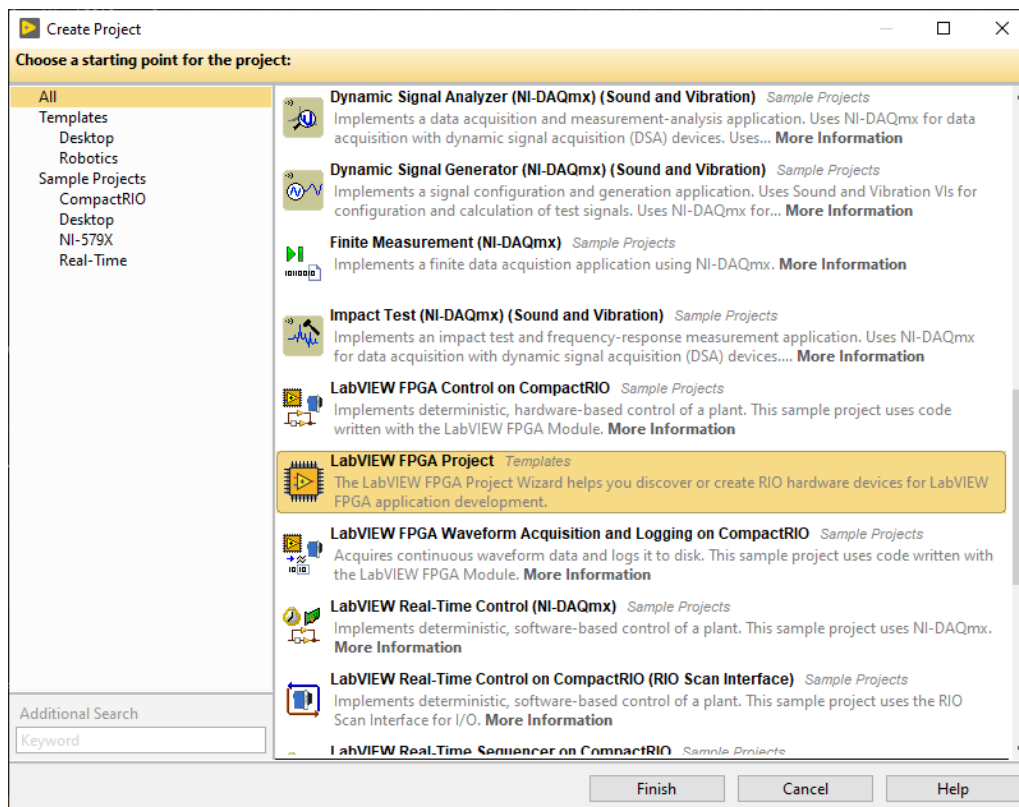 Create Project
Choose a starting point for the project:
All
Templates
Desktop
Robotics
Sample Projects
CompactRIO
Desktop
NI-579X
Real-Time
Additional Search
Keyword
Dynamic Signal Analyzer (NI-DAQmx) (Sound and Vibration) Sample Projects
Implements a data acquisition and measurement-analysis application. Uses NI-DAQmx for data
acquisition with dynamic signal acquisition (DSA) devices. Uses... More Information
Dynamic Signal Generator (NI-DAQmx) (Sound and Vibration) Sample Projects
Implements a signal configuration and generation application. Uses Sound and Vibration VIs for
configuration and calculation of test signals. Uses NI-DAQmx for... More Information
Finite Measurement (NI-DAQmx) Sample Projects
Implements a finite data acquistion application using NI-DAQmx. More Information
Impact Test (NI-DAQmx) (Sound and Vibration) Sample Projects
Implements an impact test and frequency-response measurement application. Uses NI-DAQmx
for data acquisition with dynamic signal acquisition (DSA) devices.... More Information
LabVIEW FPGA Control on CompactRIO Sample Projects
Implements deterministic, hardware-based control of a plant. This sample project uses code
written with the LabVIEW FPGA Module. More Information
LabVIEW FPGA Project Templates
The LabVIEW FPGA Project Wizard helps you discover or create RIO hardware devices for LabVIEW
FPGA application development.
LabVIEW FPGA Waveform Acquisition and Logging on CompactRIO Sample Projects
Acquires continuous waveform data and logs it to disk. This sample project uses code written with
the LabVIEW FPGA Module. More Information
LabVIEW Real-Time Control (NI-DAQmx) Sample Projects
Implements deterministic, software-based control of a plant. This sample project uses NI-DAQmx.
More Information
LabVIEW Real-Time Control on CompactRIO (RIO Scan Interface) Sample Projects
Implements deterministic, software-based control of a plant. This sample project uses the RIO
Scan Interface for I/O. More Information
LabVIEW Real-Time Sequencer on CompactRIO Sample Projects
Finish
Cancel
Help